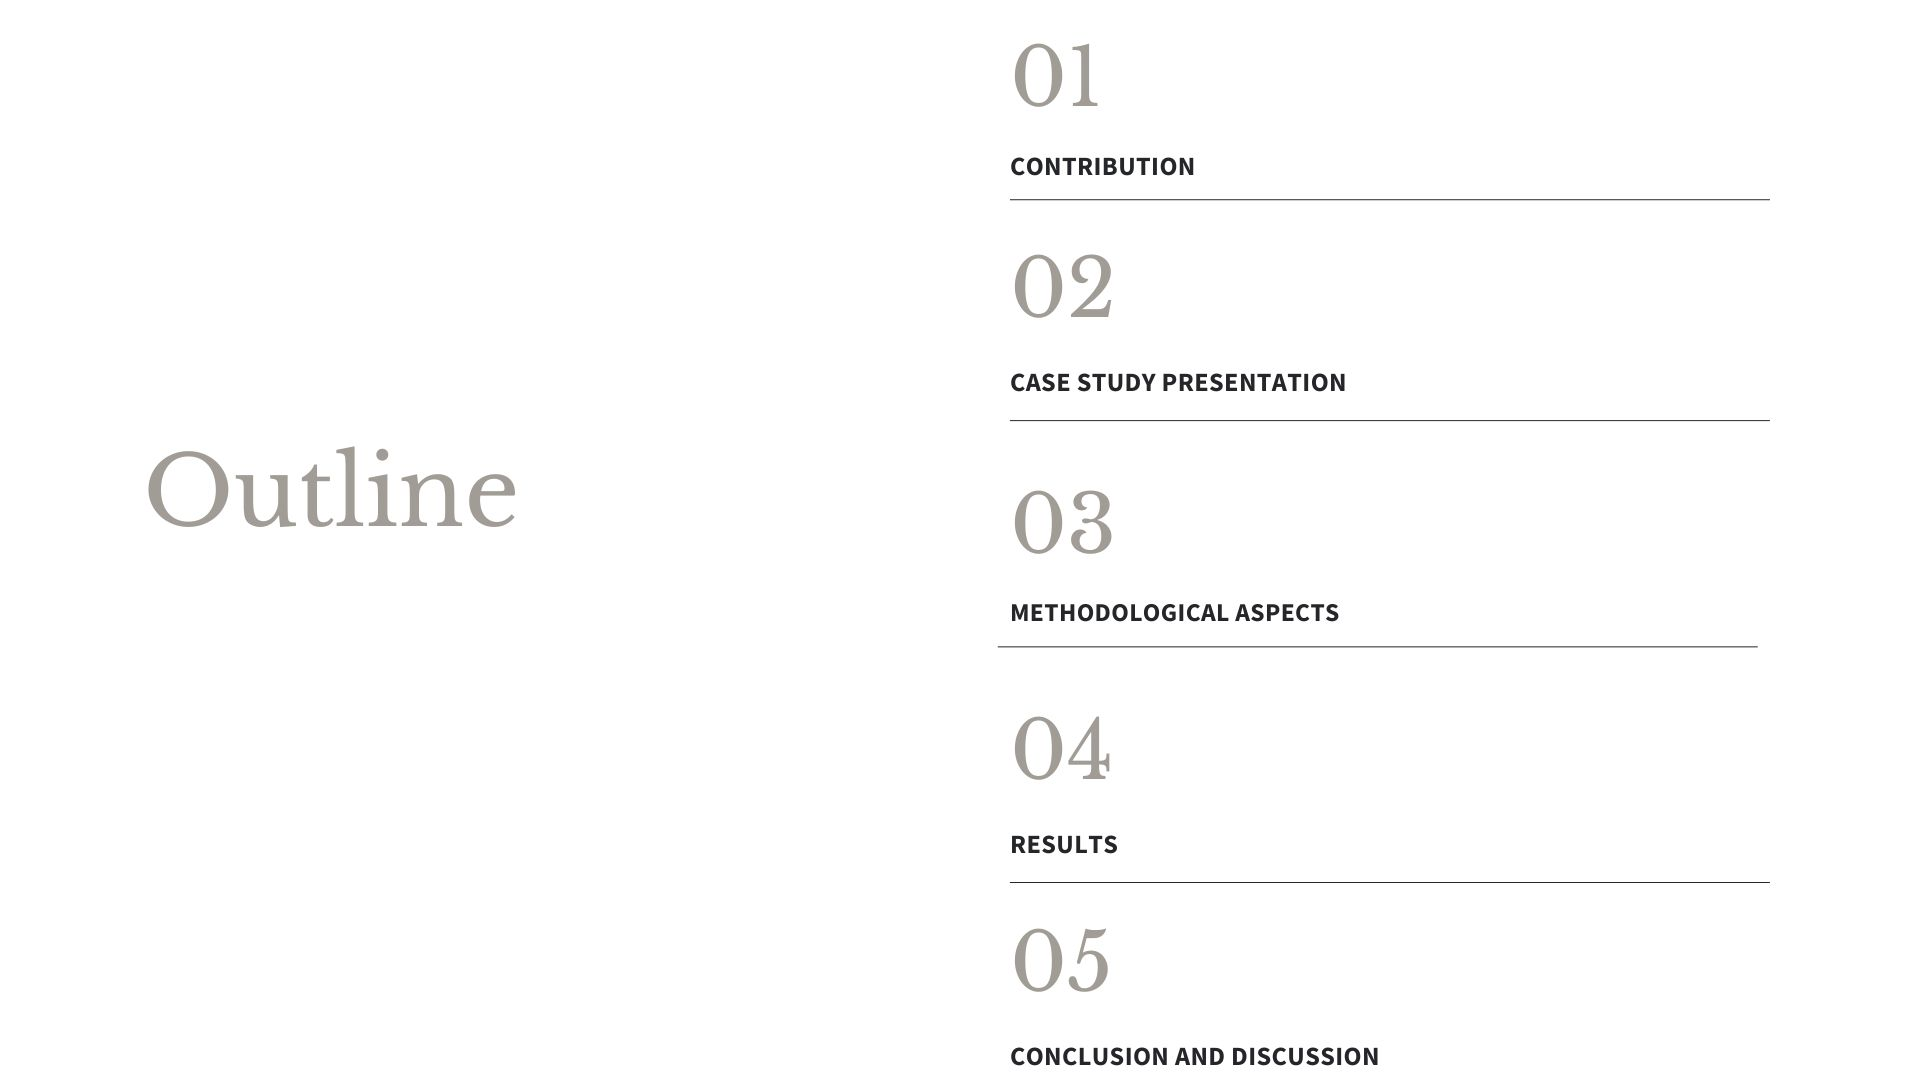 Outline
01
CONTRIBUTION
02
CASE STUDY PRESENTATION
03
METHODOLOGICAL ASPECTS
04
RESULTS
05
CONCLUSION AND DISCUSSION